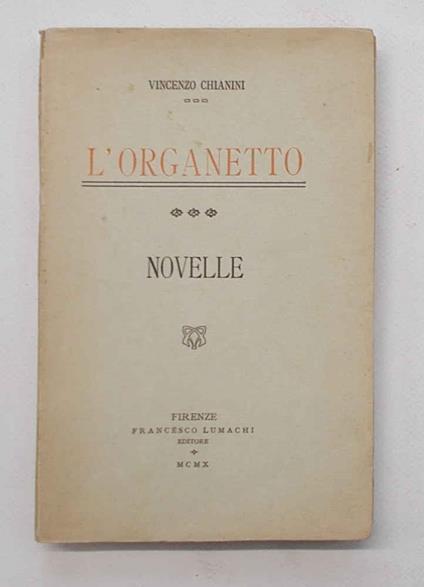 VINCENZO CHIANINI
L'ORGANETTO
NOVELLE
FIRENZE
FRANCESCO LUMACHI
EDITORE
MCMX